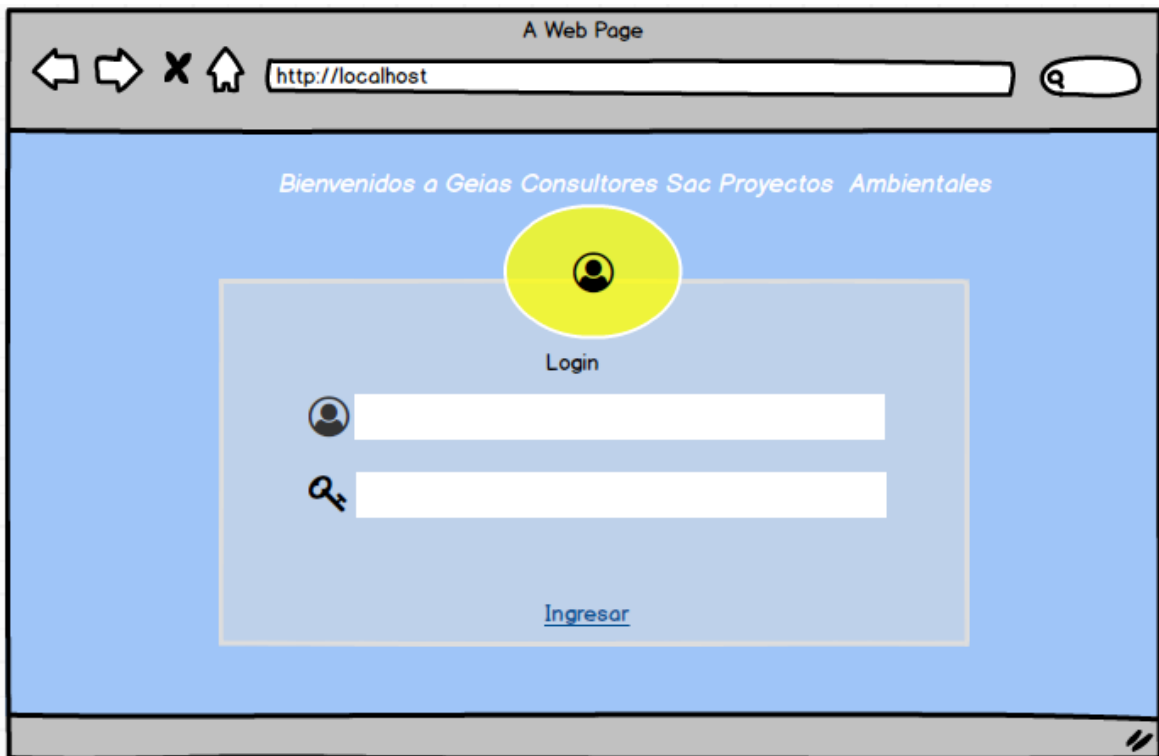 A Web Page
http://localhost
Bienvenidos a Geias Consultores Sac Proyectos Ambientales
Login
Ingresar